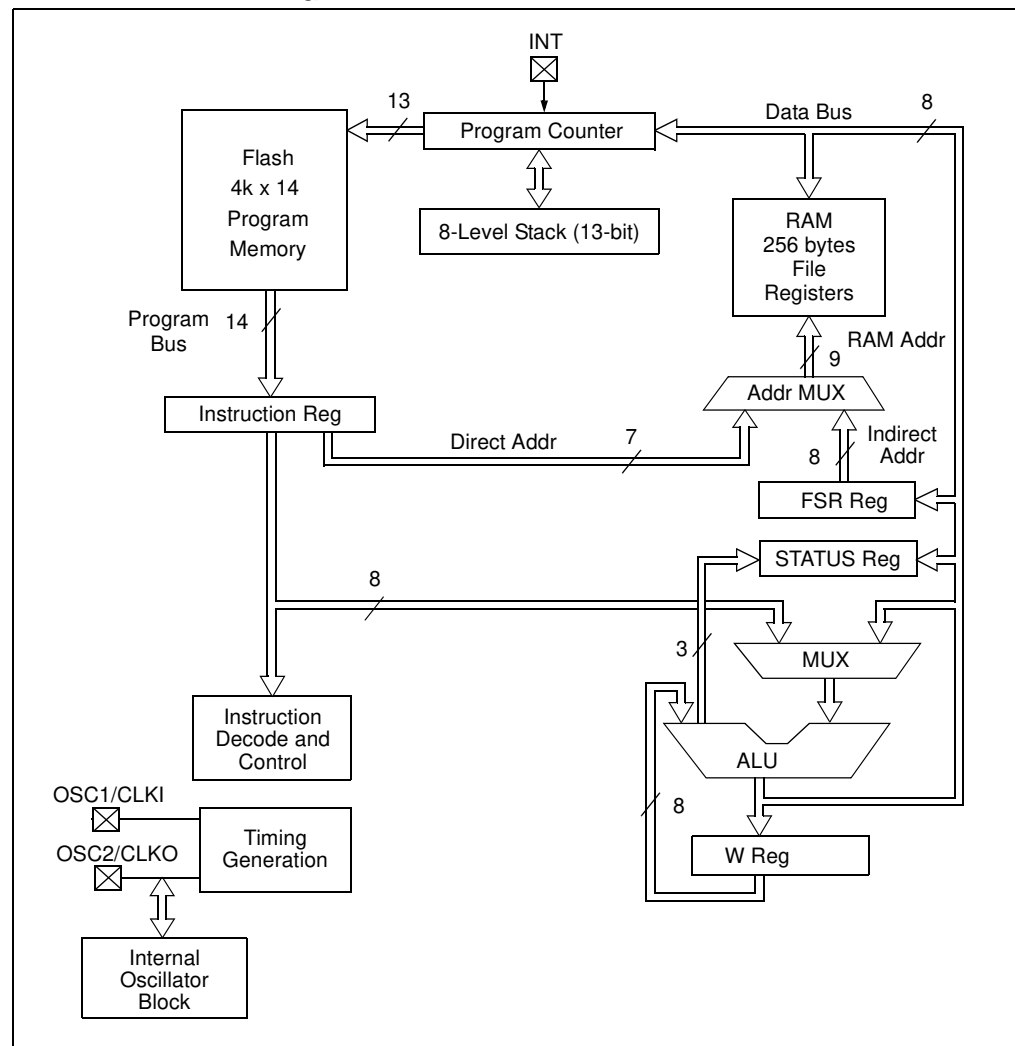 INT
13
Program Counter
Data Bus
8
Flash
4k x 14
Program
Memory
8-Level Stack (13-bit)
RAM
256 bytes
File
Registers
Program
Bus
14
RAM Addr
9
Addr MUX
Instruction Reg
Direct Addr
7
Indirect
Addr
8
FSR Reg
STATUS Reg
8
3
MUX
Instruction
Decode and
Control
ALU
OSC1/CLKI
8
Timing
Generation
OSC2/CLKO
W Reg
Internal
Oscillator
Block